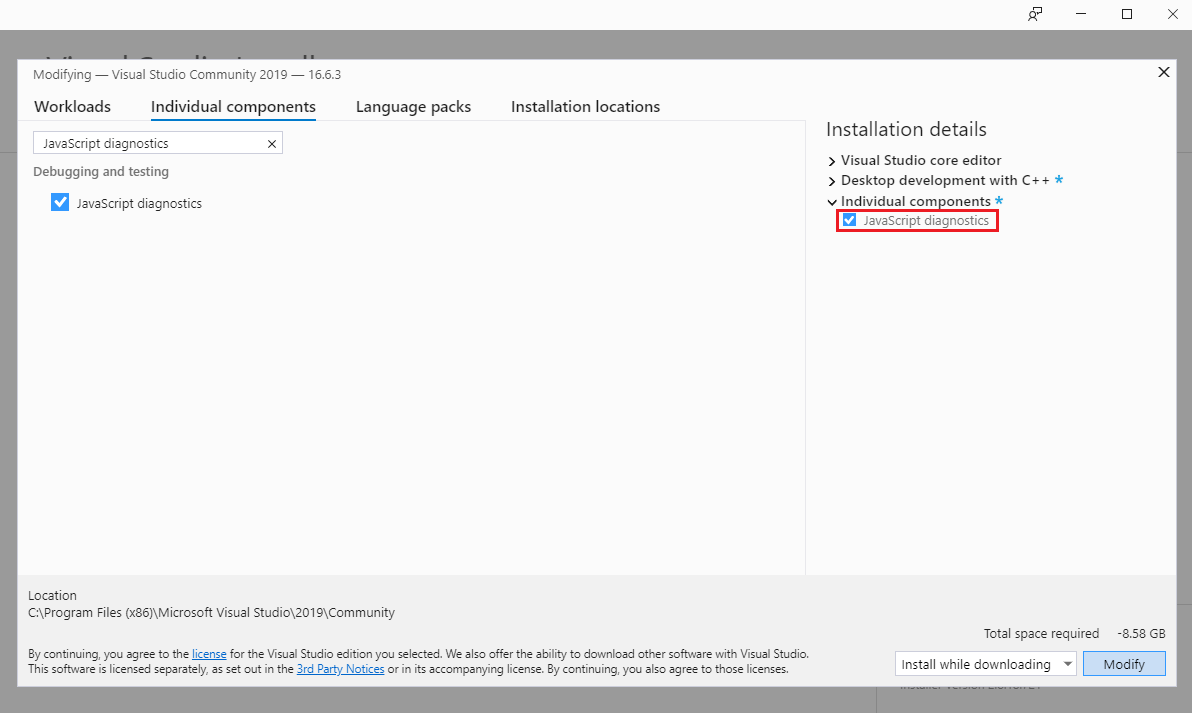 Modifying — Visual Studio Community 2019 — 16.6.3
Workloads Individual components Language packs Installation locations
JavaScript diagnostics
Debugging and testing
JavaScript diagnostics
Installation details
Visual Studio core editor
Desktop development with C++ *
Individual components *
JavaScript diagnostics
Location
C:\Program Files (x86)\Microsoft Visual Studio\2019\Community
Total space required -8.58 GB
By continuing, you agree to the license for the Visual Studio edition you selected. We also offer the ability to download other software with Visual Studio.
This software is licensed separately, as set out in the 3rd Party Notices or in its accompanying license. By continuing, you also agree to those licenses.
Install while downloading Modify